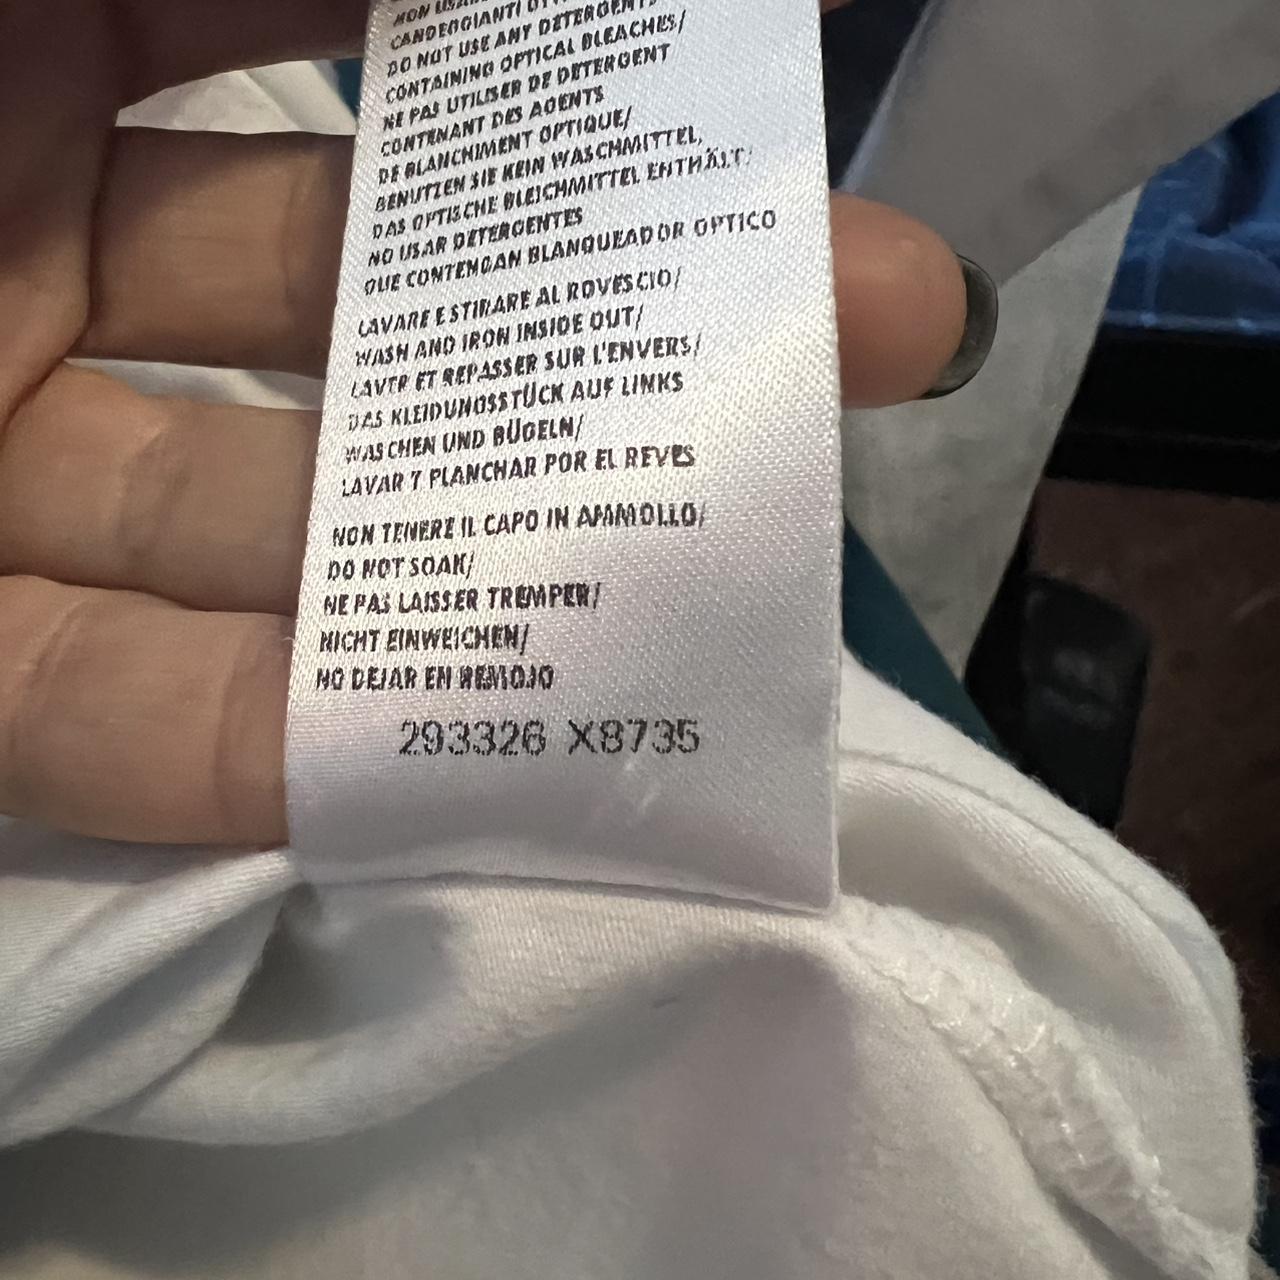 NON
CANDEGGIANTI
DO NOT USE ANY DETERGENTS
CONTAINING OPTICAL BLEACHES/
NE PAS UTILISER DE DETERGENT
CONTENANT DES AGENTS
DE BLANCHIMENT OPTIQUE/
BENUTZEN SIE KEIN WASCHMITTEL,
DAS OPTISCHE BLEICHMITTEL ENTHÄLT/
NO USAR DETERGENTES
QUE CONTENGAN BLANQUEADOR OPTICO
LAVARE E STIRARE AL ROVESCIO/
WASH AND IRON INSIDE OUT/
LAVER ET REPASSER SUR L'ENVERS/
DAS KLEIDUNGSSTÜCK AUF LINKS
WASCHEN UND BÜGELN/
LAVAR Y PLANCHAR POR EL REVES
NON TENERE IL CAPO IN AMMOLLO/
DO NOT SOAK/
NE PAS LAISSER TREMPER/
NICHT EINWEICHEN/
NO DEJAR EN REMOJO
293326 X8735